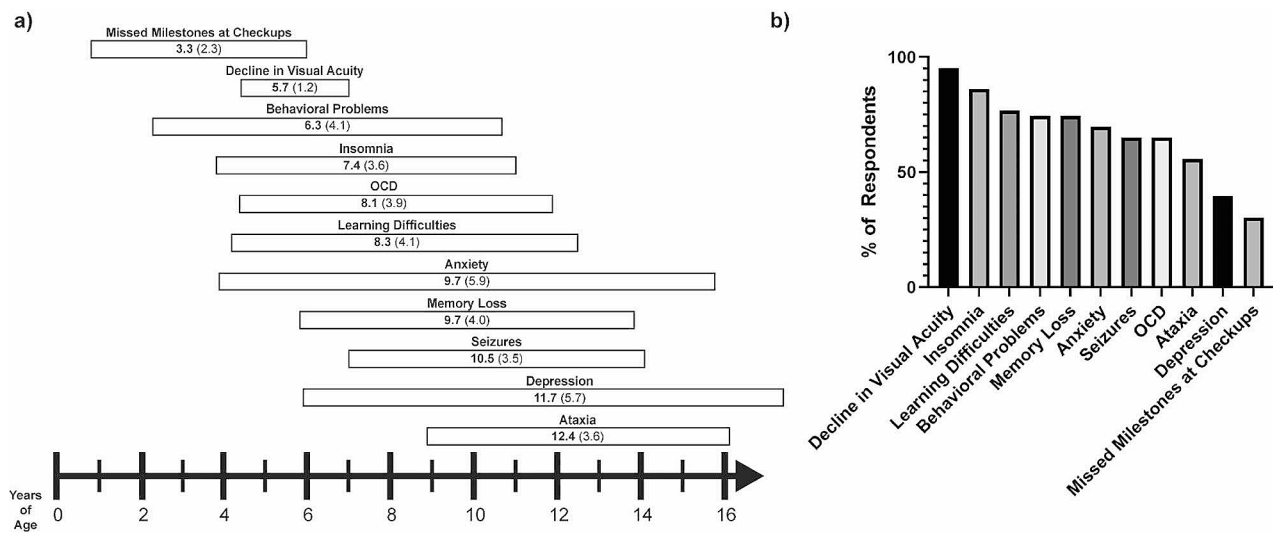 a)
Missed Milestones at Checkups
3.3 (2.3)
Decline in Visual Acuity
5.7 (1.2)
Behavioral Problems
6.3 (4.1)
Insomnia
7.4 (3.6)
OCD
8.1 (3.9)
Learning Difficulties
8.3 (4.1)
Anxiety
9.7 (5.9)
Memory Loss
9.7 (4.0)
Seizures
10.5 (3.5)
Depression
11.7 (5.7)
Ataxia
12.4 (3.6)
Years
of
Age
0 2 4 6 8 10 12 14 16
b)
% of Respondents
100
50
0
Decline in Visual Acuity
Insomnia
Learning Difficulties
Behavioral Problems
Memory Loss
Anxiety
Seizures
OCD
Ataxia
Depression
Missed Milestones at Checkups